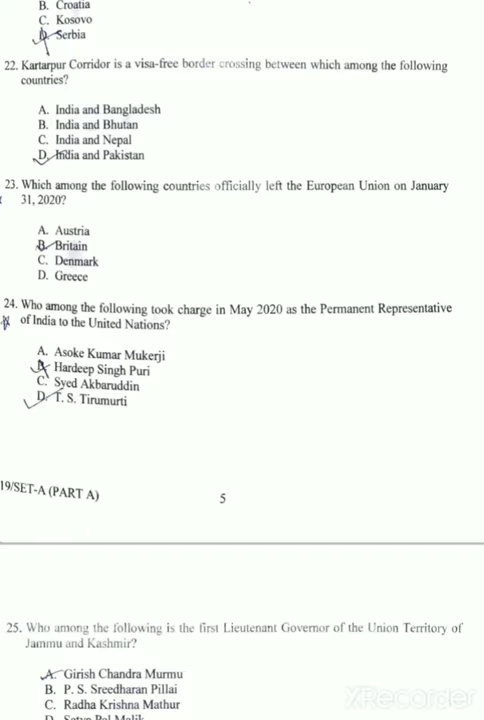 B. Croatia
C. Kosovo
D. Serbia
22. Kartarpur Corridor is a visa-free border crossing between which among the following
countries?
A. India and Bangladesh
B. India and Bhutan
C. India and Nepal
D. India and Pakistan
23. Which among the following countries officially left the European Union on January
31, 2020?
A. Austria
B. Britain
C. Denmark
D. Greece
24. Who among the following took charge in May 2020 as the Permanent Representative
of India to the United Nations?
A. Asoke Kumar Mukerji
B. Hardeep Singh Puri
C. Syed Akbaruddin
D. T. S. Tirumurti
19/SET-A (PART A)
5
25. Who among the following is the first Lieutenant Governor of the Union Territory of
Jammu and Kashmir?
A. Girish Chandra Murmu
B. P. S. Sreedharan Pillai
C. Radha Krishna Mathur
D. Satya Pal Malik
XRecorder